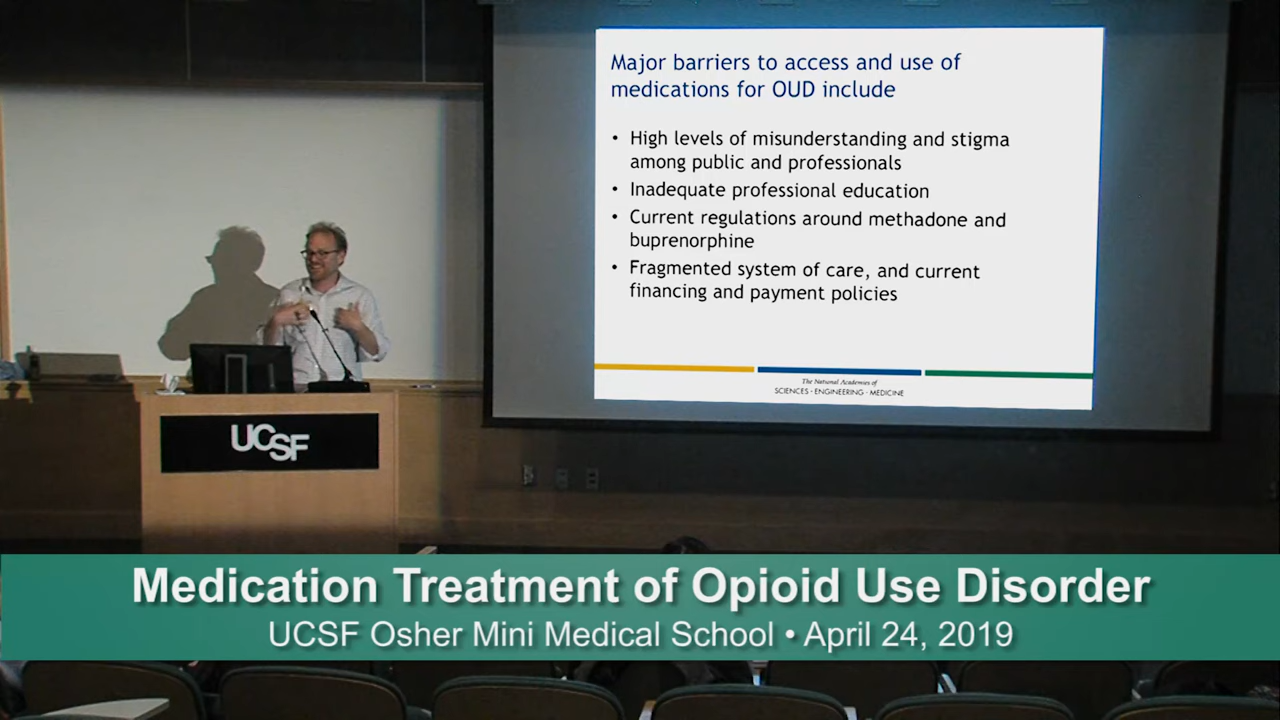 Major barriers to access and use of
medications for OUD include
• High levels of misunderstanding and stigma
among public and professionals
• Inadequate professional education
• Current regulations around methadone and
buprenorphine
• Fragmented system of care, and current
financing and payment policies
The National Academies of
SCIENCES · ENGINEERING · MEDICINE
UCSF
Medication Treatment of Opioid Use Disorder
UCSF Osher Mini Medical School • April 24, 2019